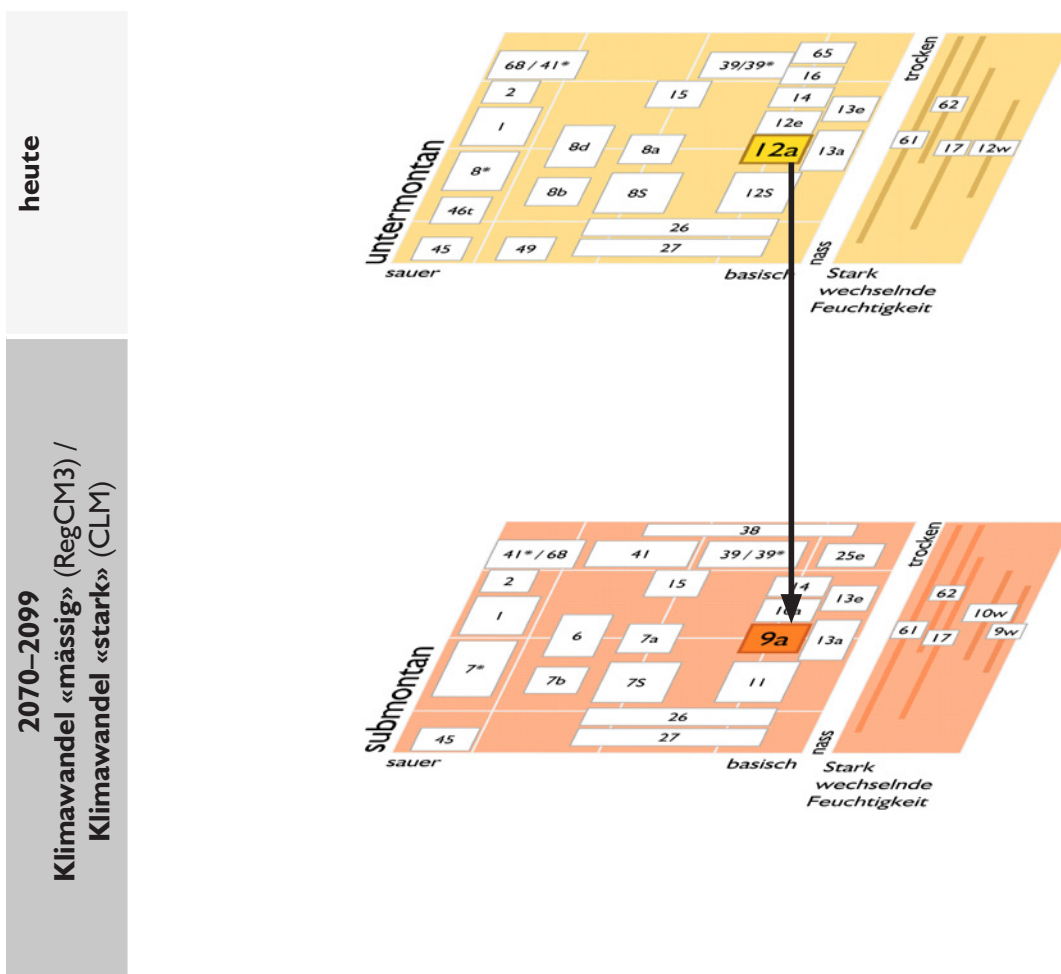 heute
untermontan
68 / 41*
39/39*
65
16
2
15
14
13e
1
12e
8d
8a
12a
13a
8*
8b
8S
12S
46t
26
45
49
27
sauer
basisch
nass
trocken
62
61
17
12w
Stark
wechselnde
Feuchtigkeit
2070–2099
Klimawandel «mässig» (RegCM3) /
Klimawandel «stark» (CLM)
submontan
38
41* / 68
41
39 / 39*
25e
2
15
14
13e
1
10a
6
7a
9a
13a
7*
7b
7S
11
26
45
27
sauer
basisch
nass
trocken
62
10w
61
17
9w
Stark
wechselnde
Feuchtigkeit